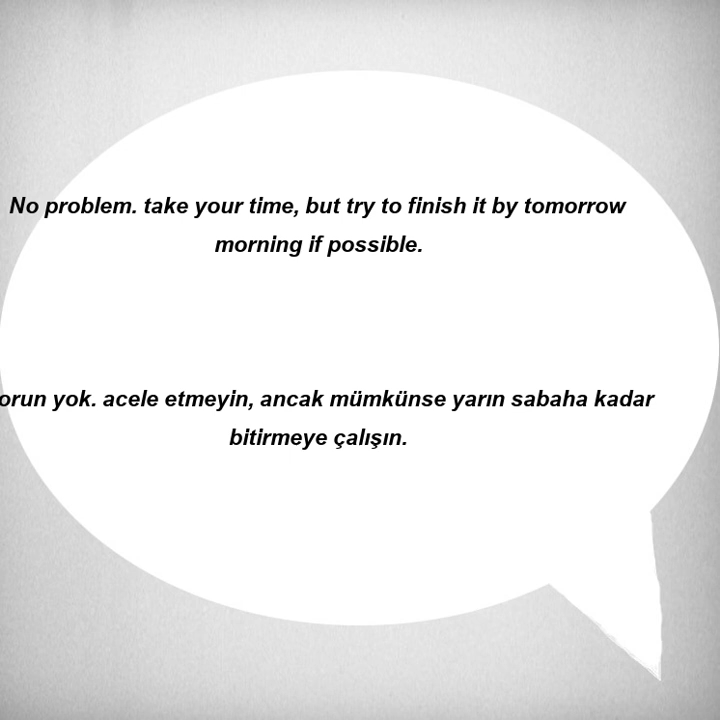 No problem. take your time, but try to finish it by tomorrow
morning if possible.
orun yok. acele etmeyin, ancak mümkünse yarın sabaha kadar
bitirmeye çalışın.